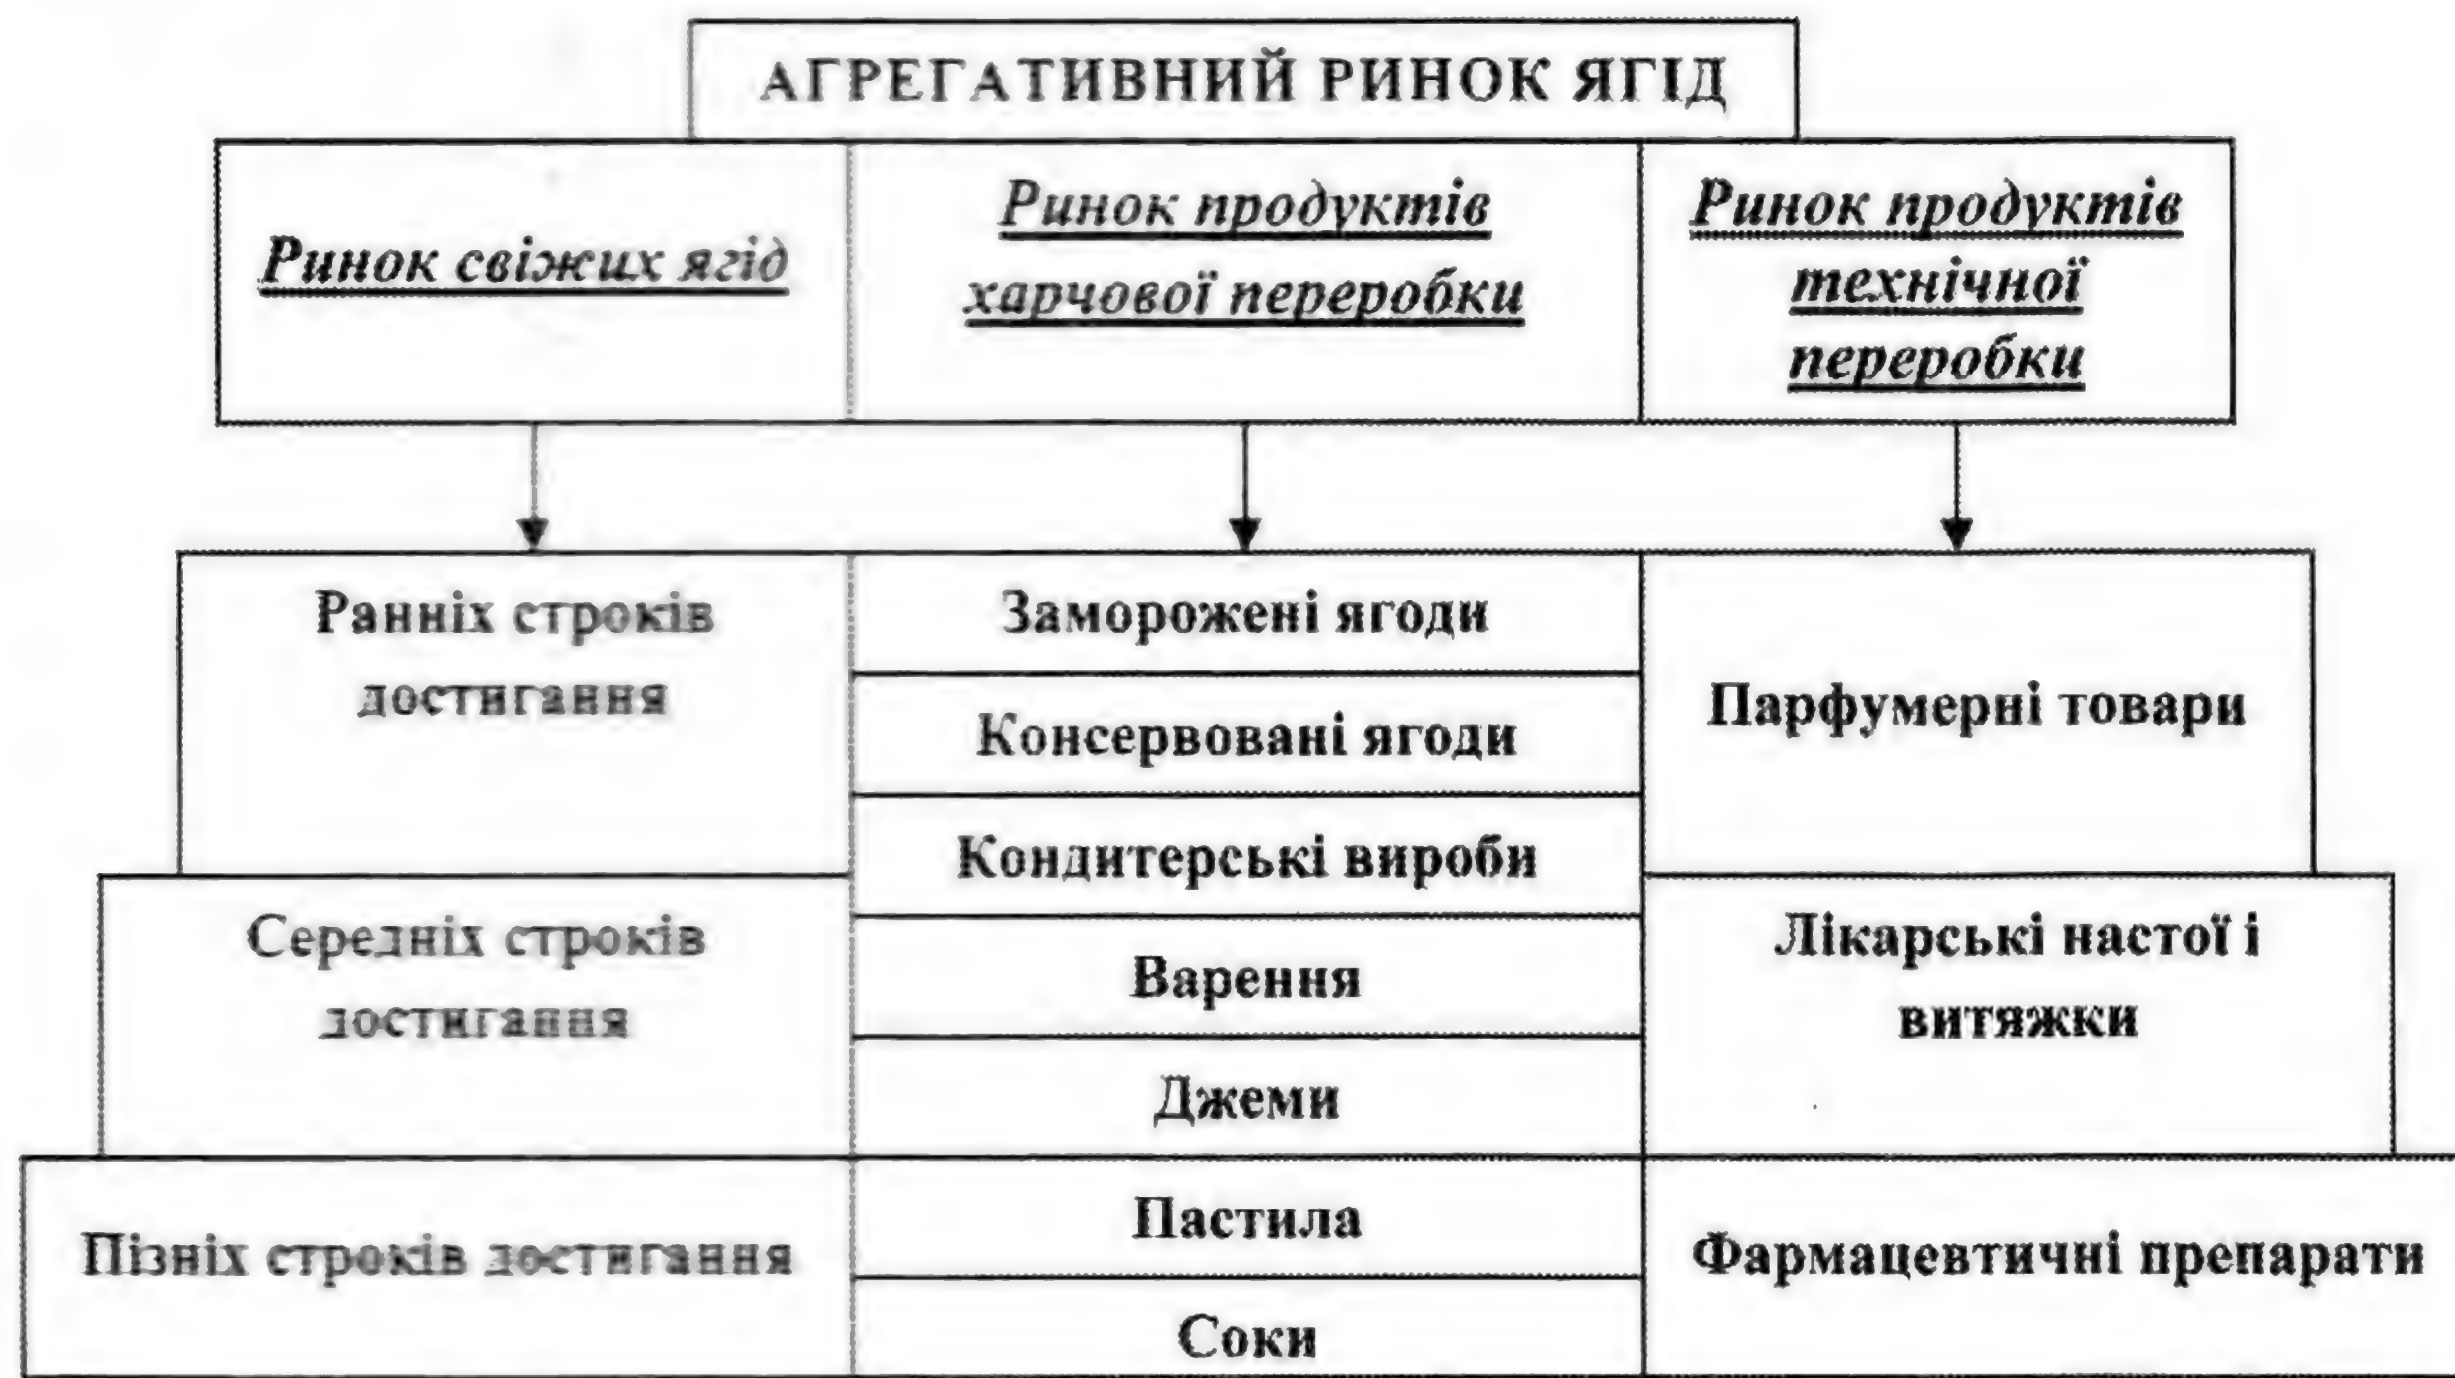 АГРЕГАТИВНИЙ РИНОК ЯГІД
Ринок свіжих ягід
Ринок продуктів
харчової переробки
Ринок продуктів
технічної
переробки
Ранніх строків
достигання
Середніх строків
достигання
Пізніх строків достигання
Заморожені ягоди
Консервовані ягоди
Кондитерські вироби
Варення
Джеми
Пастила
Соки
Парфумерні товари
Лікарські настої і
витяжки
Фармацевтичні препарати